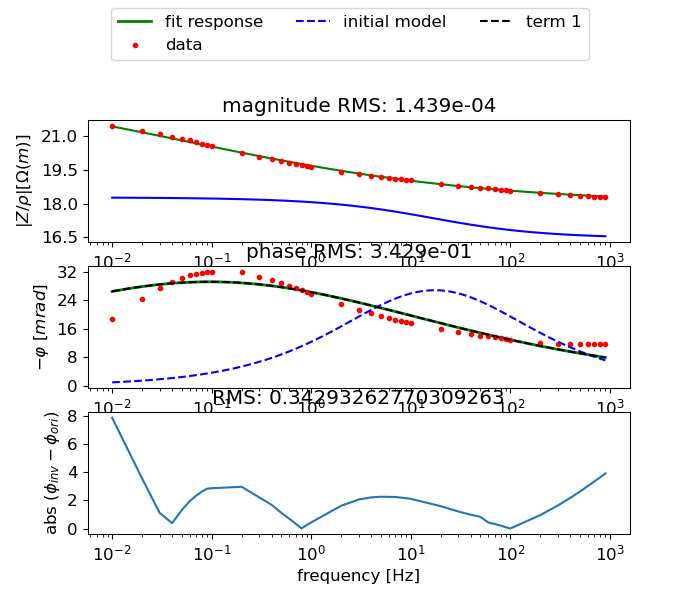 fit response initial model term 1
data
magnitude RMS: 1.439e-04
|Z/ρ|[Ω(m)]
21.0
19.5
18.0
16.5
10⁻² 10⁻¹ 10⁰ 10¹ 10² 10³
phase RMS: 3.429e-01
−φ [mrad]
32
24
16
8
0
10⁻² 10⁻¹ 10⁰ 10¹ 10² 10³
RMS: 0.34293262770309263
abs (ϕ_inv − ϕ_ori)
8
6
4
2
0
10⁻² 10⁻¹ 10⁰ 10¹ 10² 10³
frequency [Hz]